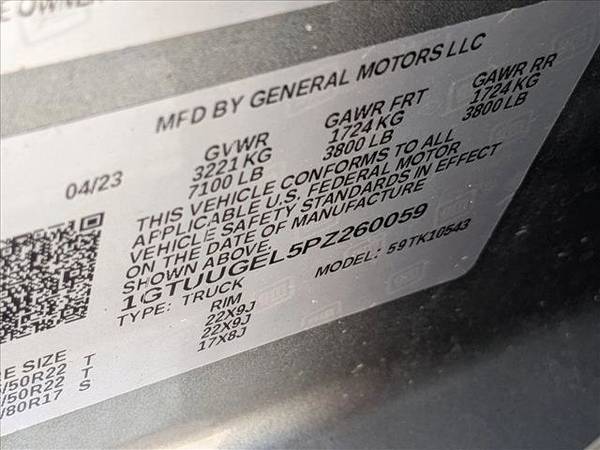 E OWNER
MFD BY GENERAL MOTORS LLC
04/23 GVWR GAWR FRT GAWR RR
3221 KG 1724 KG 1724 KG
7100 LB 3800 LB 3800 LB
THIS VEHICLE CONFORMS TO ALL
APPLICABLE U.S. FEDERAL MOTOR
VEHICLE SAFETY STANDARDS IN EFFECT
ON THE DATE OF MANUFACTURE
SHOWN ABOVE.
1GTUUGEL5PZ260059
TYPE: TRUCK MODEL: 59TK10543
RE SIZE RIM
/50R22 T 22X9J
/50R22 T 22X9J
/80R17 S 17X8J